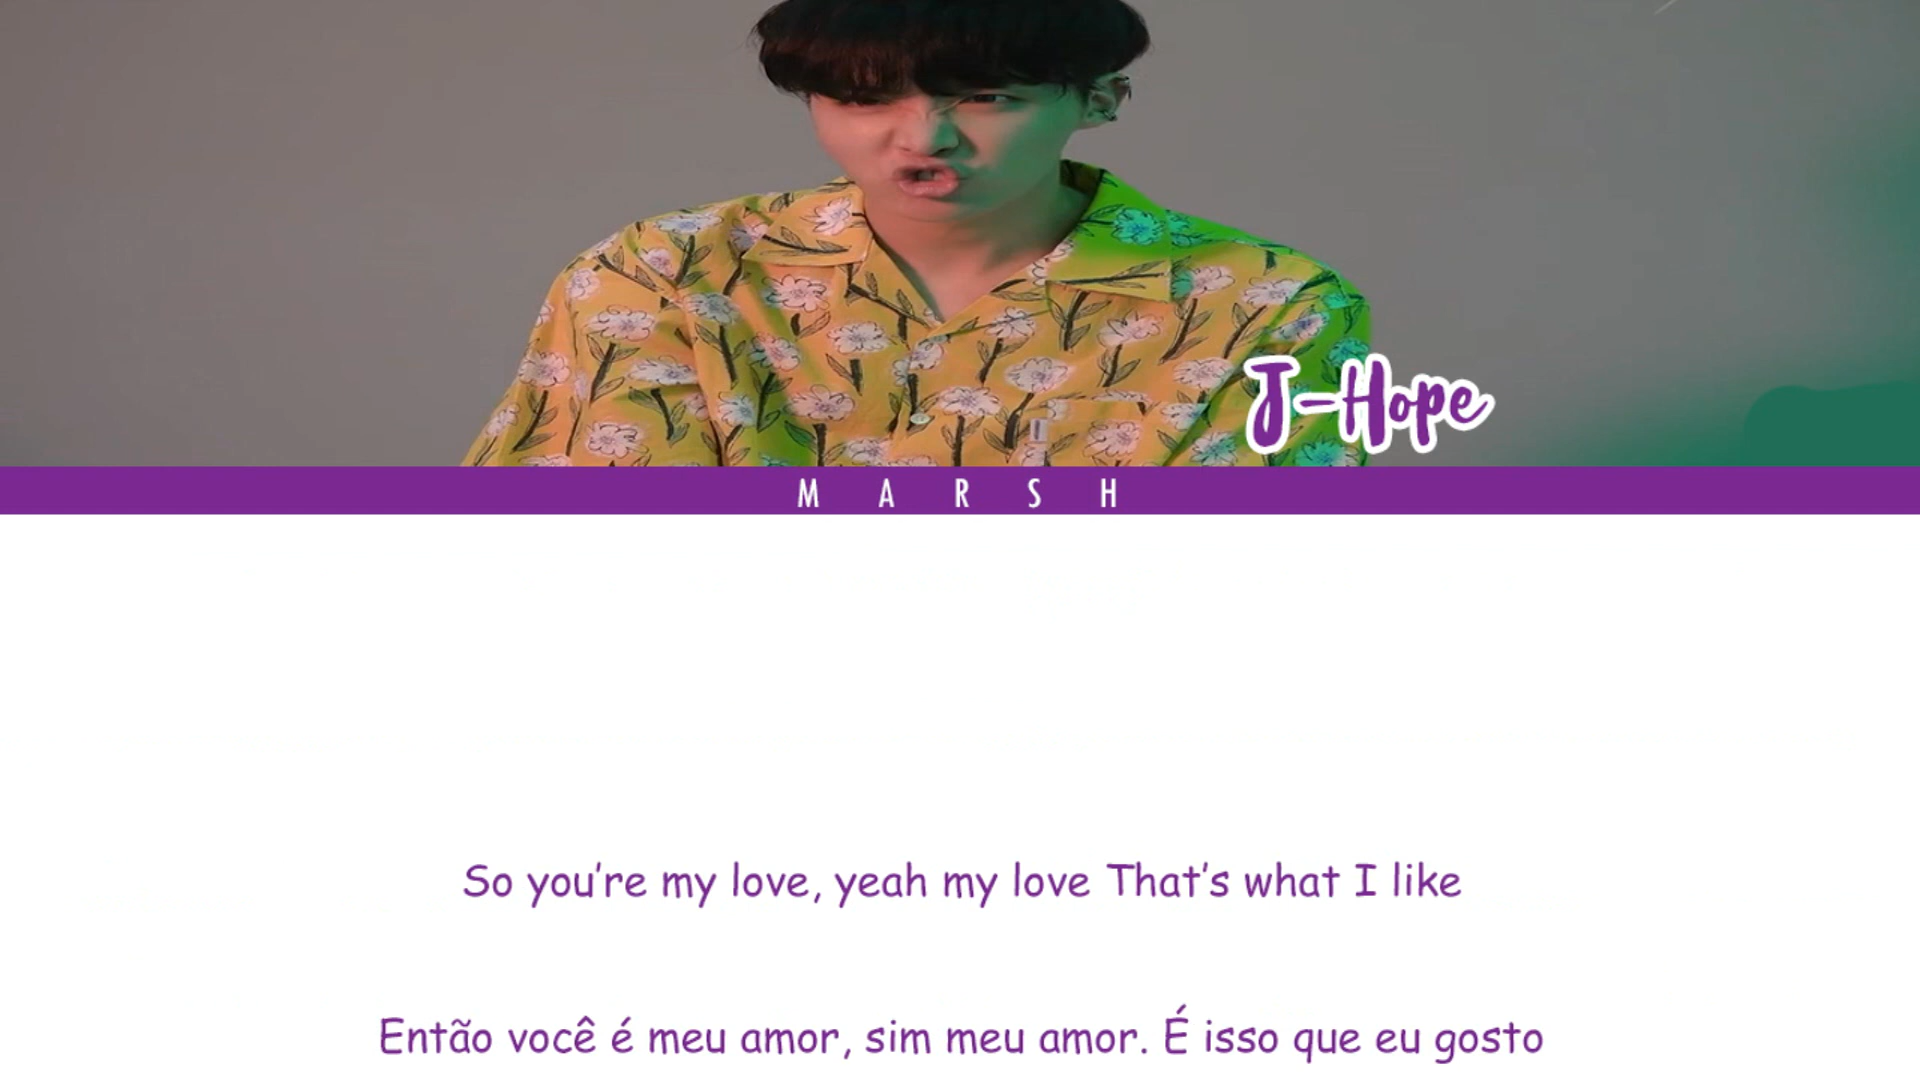 J-Hope
MARSH
So you're my love, yeah my love That's what I like
Então você é meu amor, sim meu amor. É isso que eu gosto